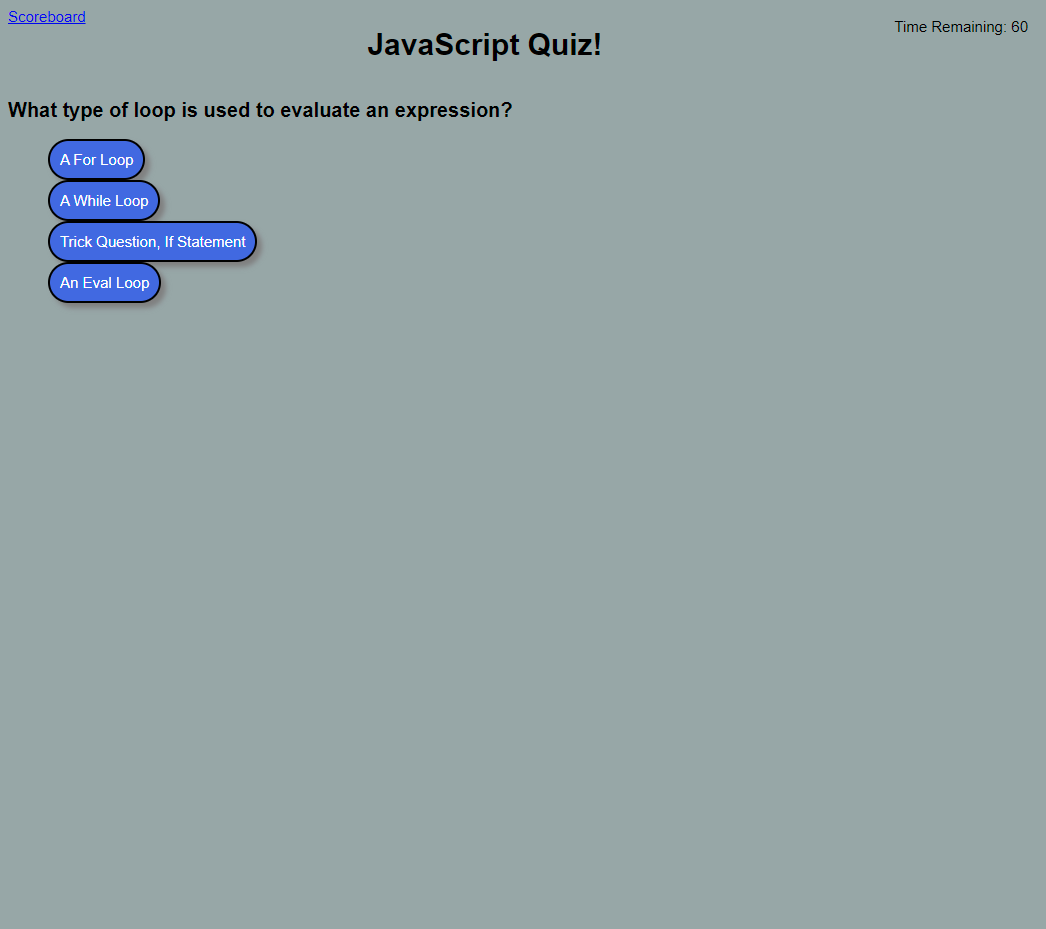 Scoreboard
Time Remaining: 60
JavaScript Quiz!
What type of loop is used to evaluate an expression?
A For Loop
A While Loop
Trick Question, If Statement
An Eval Loop